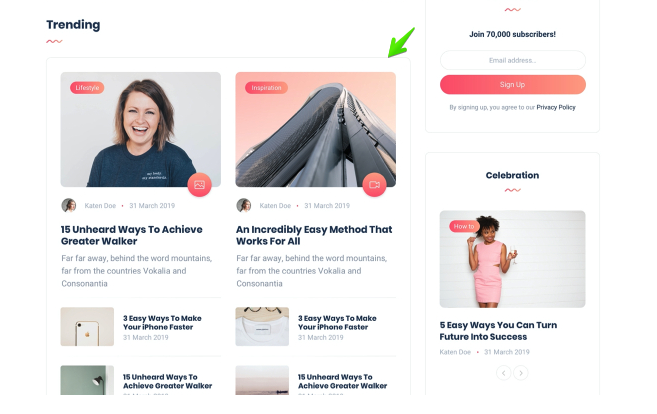 Trending
Lifestyle
Katen Doe • 31 March 2019
15 Unheard Ways To Achieve
Greater Walker
Far far away, behind the word mountains,
far from the countries Vokalia and
Consonantia
3 Easy Ways To Make
Your iPhone Faster
31 March 2019
15 Unheard Ways To
Achieve Greater Walker
Inspiration
Katen Doe • 31 March 2019
An Incredibly Easy Method That
Works For All
Far far away, behind the word mountains,
far from the countries Vokalia and
Consonantia
3 Easy Ways To Make
Your iPhone Faster
31 March 2019
15 Unheard Ways To
Achieve Greater Walker
Join 70,000 subscribers!
Email address...
Sign Up
By signing up, you agree to our Privacy Policy
Celebration
How to
5 Easy Ways You Can Turn
Future Into Success
Katen Doe • 31 March 2019